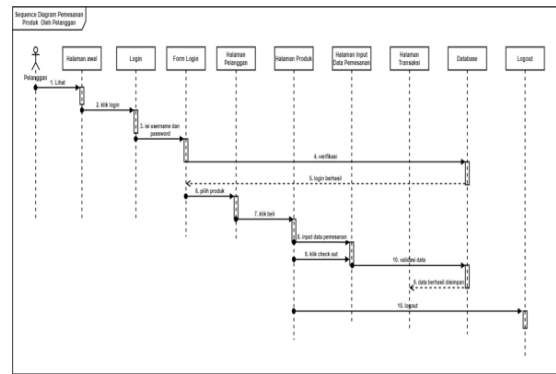 Sequence Diagram Pemesanan
Produk Oleh Pelanggan
Pelanggan
Halaman awal
Login
Form Login
Halaman
Pelanggan
Halaman Produk
Halaman Input
Data Pemesanan
Halaman
Transaksi
Database
Logout
1. Lihat
2. klik login
3. isi username dan
password
4. verifikasi
5. login berhasil
6. pilih produk
7. klik beli
8. input data pemesanan
9. klik check out
10. validasi data
9. data berhasil disimpan
10. logout